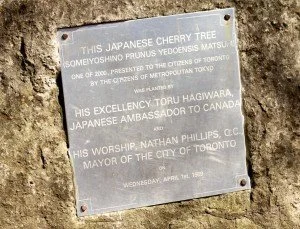 THIS JAPANESE CHERRY TREE
(SOMEIYOSHINO PRUNUS YEDOENSIS MATSU.)
ONE OF 2000, PRESENTED TO THE CITIZENS OF TORONTO
BY THE CITIZENS OF METROPOLITAN TOKYO
WAS PLANTED BY
HIS EXCELLENCY, TORU HAGIWARA,
JAPANESE AMBASSADOR TO CANADA
AND
HIS WORSHIP, NATHAN PHILLIPS, Q.C.,
MAYOR OF THE CITY OF TORONTO
ON
WEDNESDAY, APRIL 1ST,